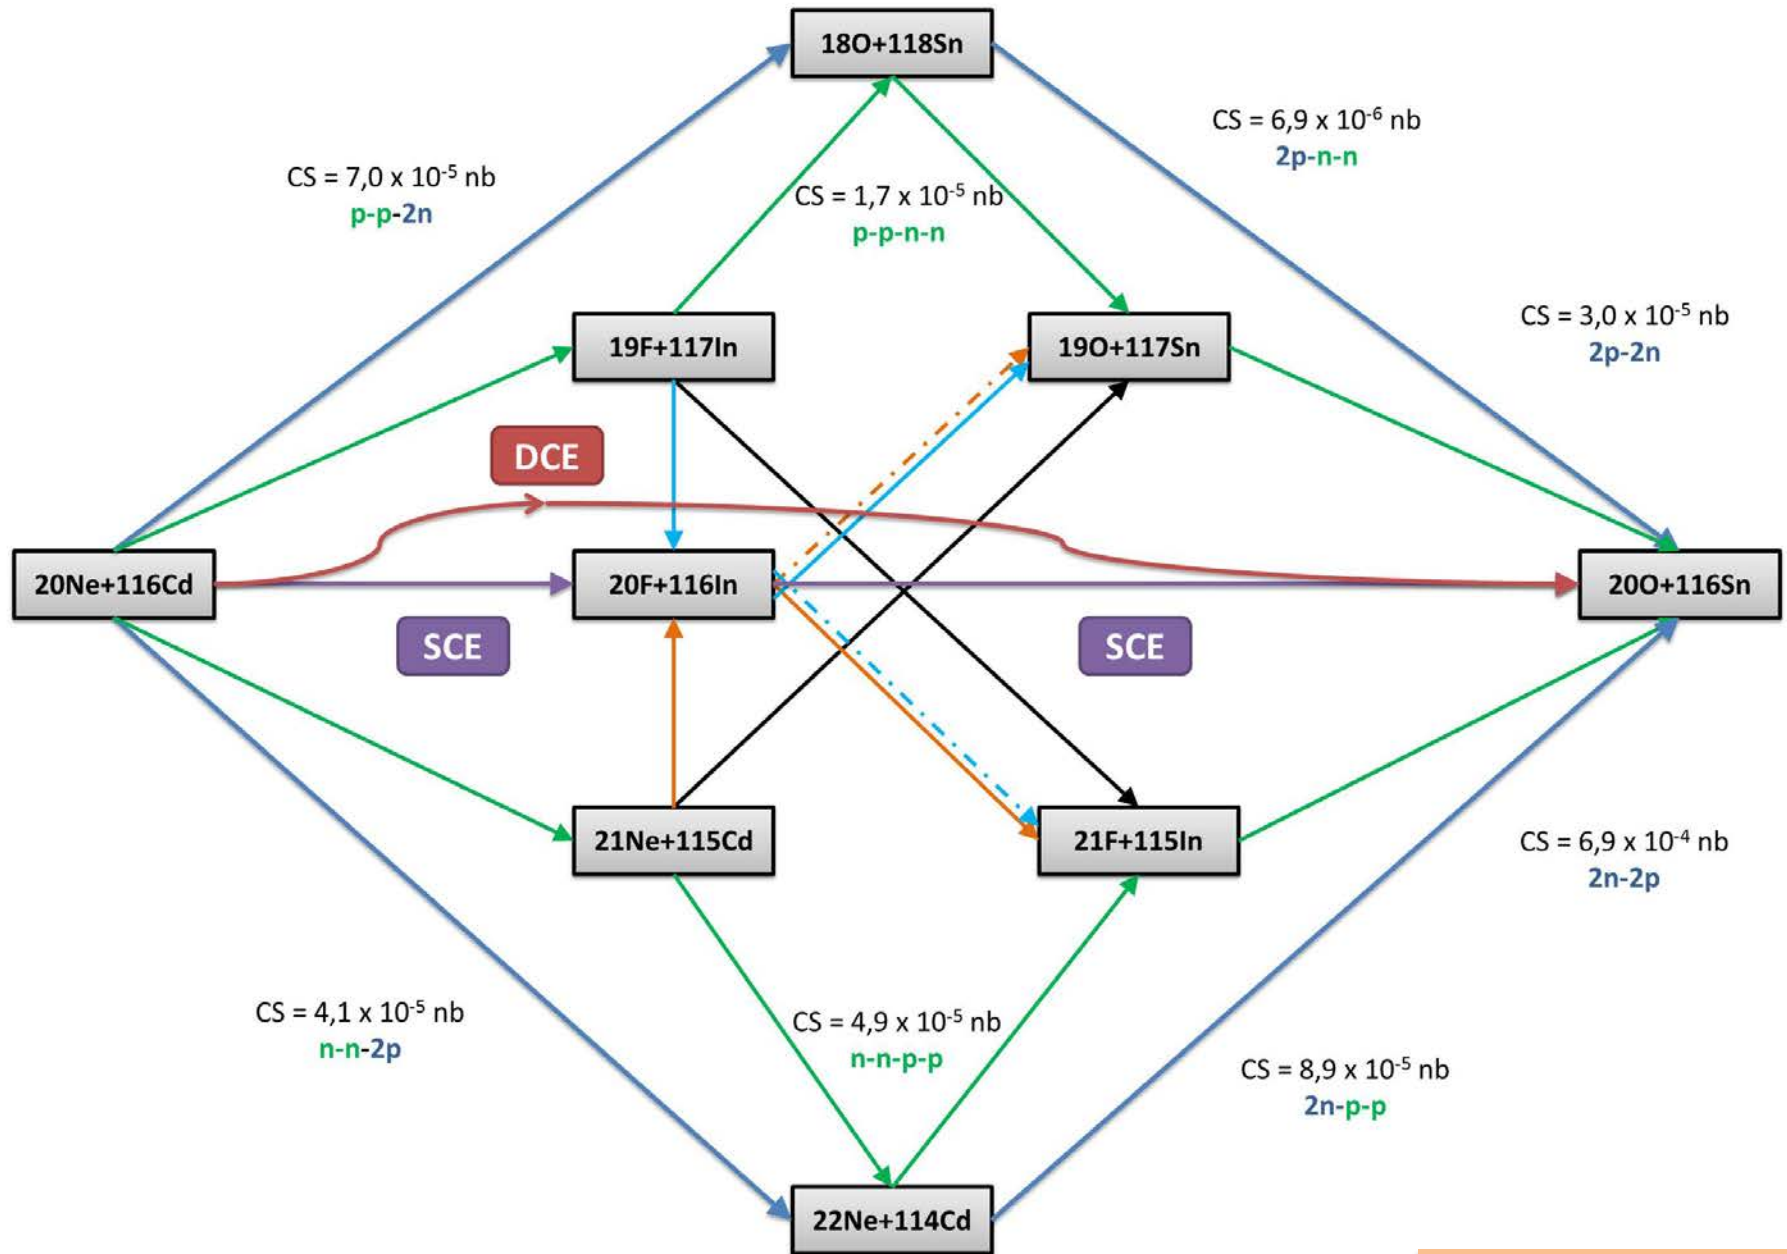 18O+118Sn
CS = 6,9 x 10⁻⁶ nb
2p-n-n
CS = 7,0 x 10⁻⁵ nb
p-p-2n
CS = 1,7 x 10⁻⁵ nb
p-p-n-n
CS = 3,0 x 10⁻⁵ nb
2p-2n
19F+117In
19O+117Sn
DCE
20Ne+116Cd
20F+116In
20O+116Sn
SCE
SCE
21Ne+115Cd
21F+115In
CS = 6,9 x 10⁻⁴ nb
2n-2p
CS = 4,1 x 10⁻⁵ nb
n-n-2p
CS = 4,9 x 10⁻⁵ nb
n-n-p-p
CS = 8,9 x 10⁻⁵ nb
2n-p-p
22Ne+114Cd